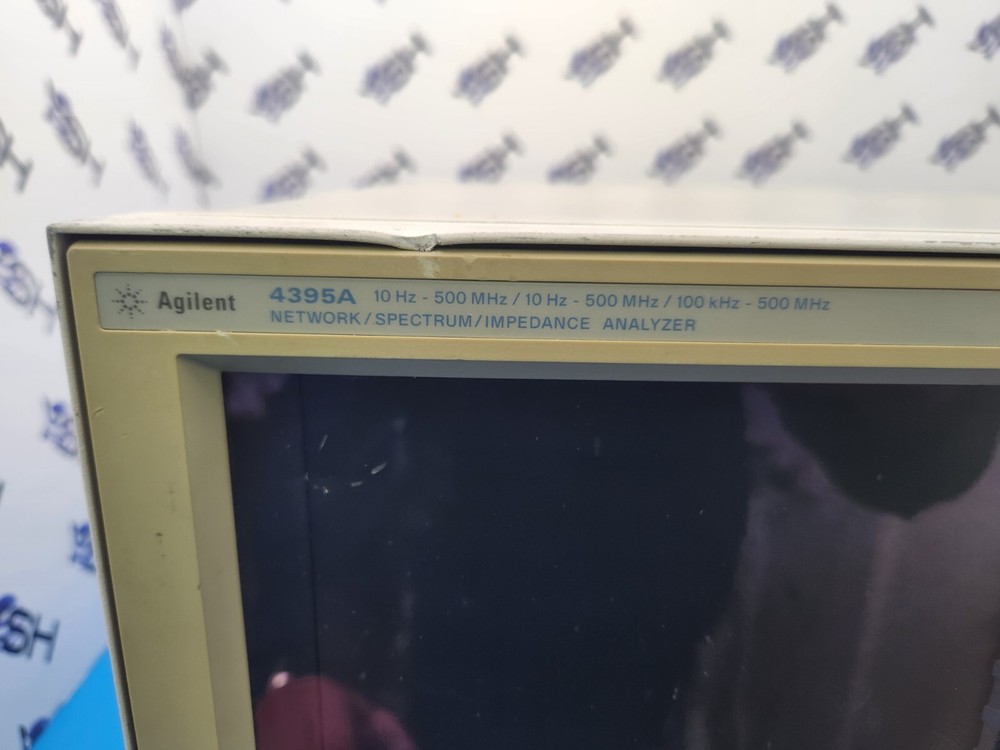 Agilent 4395A 10 Hz - 500 MHz / 10 Hz - 500 MHz / 100 kHz - 500 MHz
NETWORK/SPECTRUM/IMPEDANCE ANALYZER